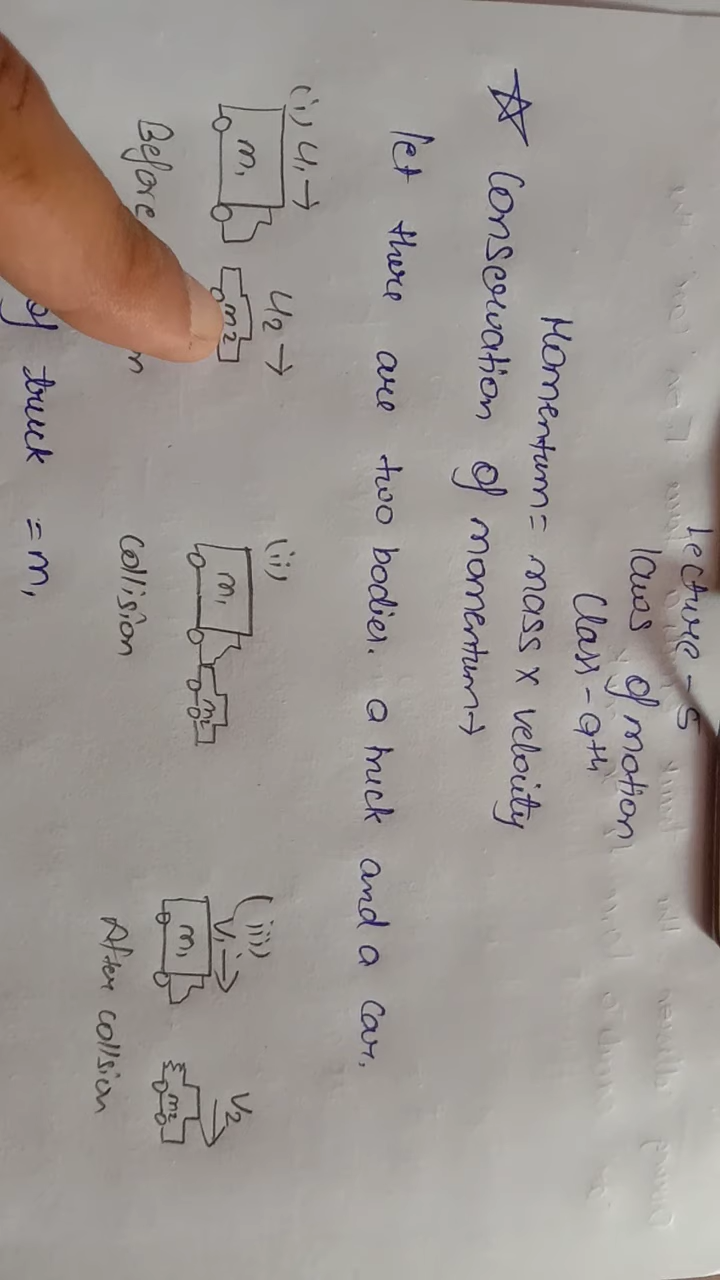 Lecture - 5
laws of motion
Class - 9th
Momentum = mass x velocity
☆ Conservation of momentum →
let there are two bodies. a truck and a car.
(i) U1 → U2 → (ii) (iii) V1 → V2
m1 m2 m1 m2 m1 m2
Before Collision After collsion
of truck = m1